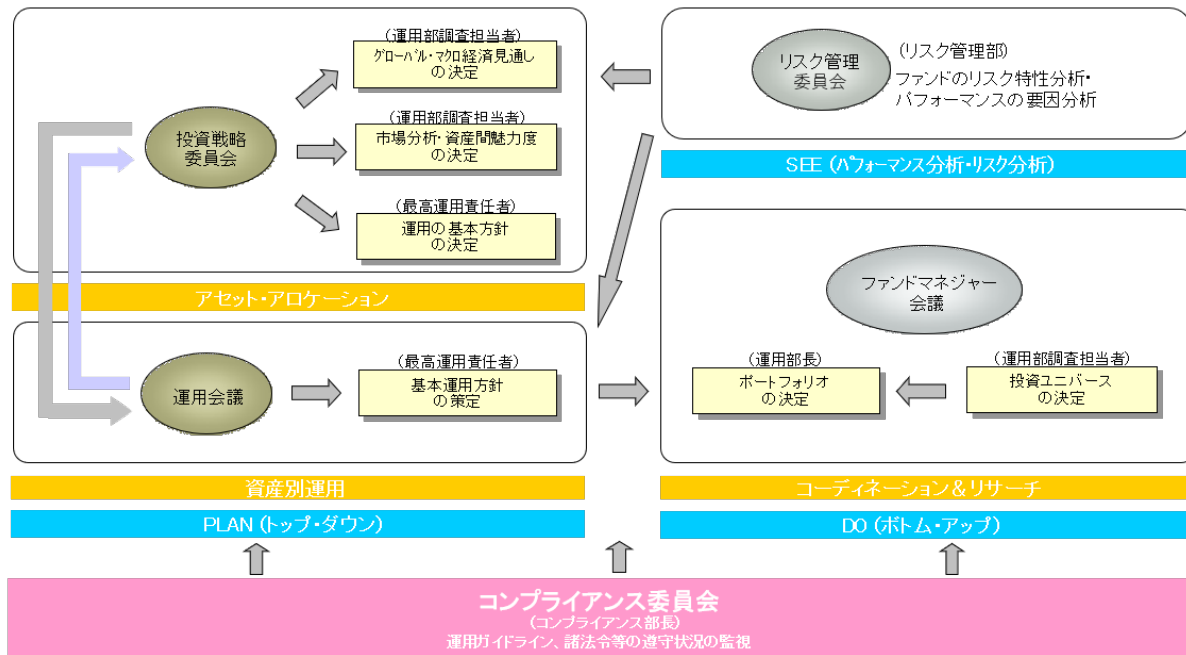 (運用部調査担当者)
グローバル・マクロ経済見通し
の決定
投資戦略
委員会
(運用部調査担当者)
市場分析・資産間魅力度
の決定
(最高運用責任者)
運用の基本方針
の決定
アセット・アロケーション
運用会議
(最高運用責任者)
基本運用方針
の策定
資産別運用
PLAN (トップ・ダウン)
リスク管理
委員会
(リスク管理部)
ファンドのリスク特性分析・
パフォーマンスの要因分析
SEE (パフォーマンス分析・リスク分析)
ファンドマネジャー
会議
(運用部長)
ポートフォリオ
の決定
(運用部調査担当者)
投資ユニバース
の決定
コーディネーション＆リサーチ
DO (ボトム・アップ)
コンプライアンス委員会
(コンプライアンス部長)
運用ガイドライン、諸法令等の遵守状況の監視